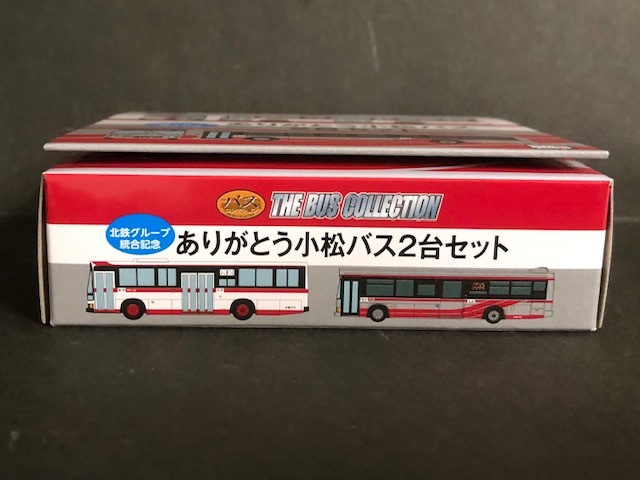 バス
THE BUS COLLECTION
北鉄グループ
統合記念
ありがとう小松バス2台セット